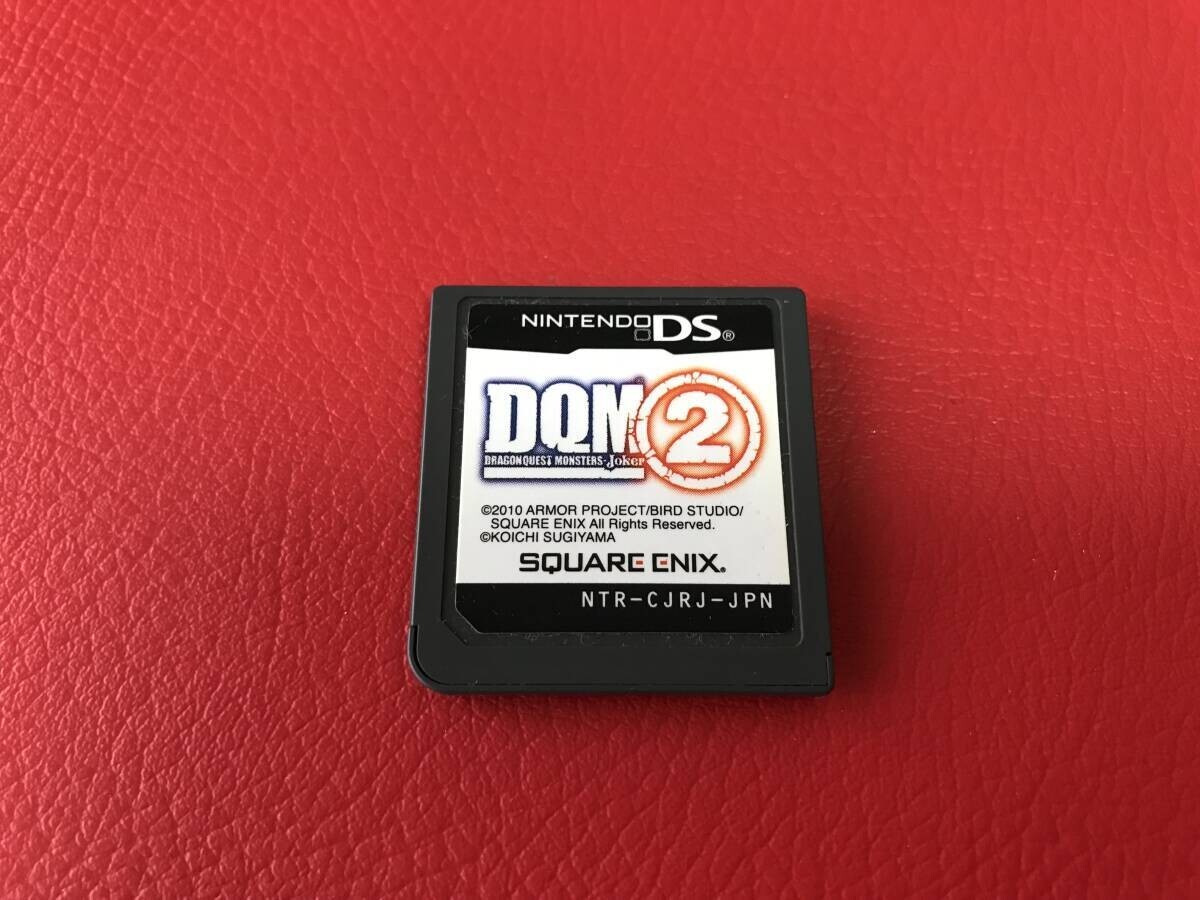 NINTENDO DS®
DQM 2
DRAGONQUEST MONSTERS Joker
©2010 ARMOR PROJECT/BIRD STUDIO/
SQUARE ENIX All Rights Reserved.
©KOICHI SUGIYAMA
SQUARE ENIX®
NTR-CJRJ-JPN